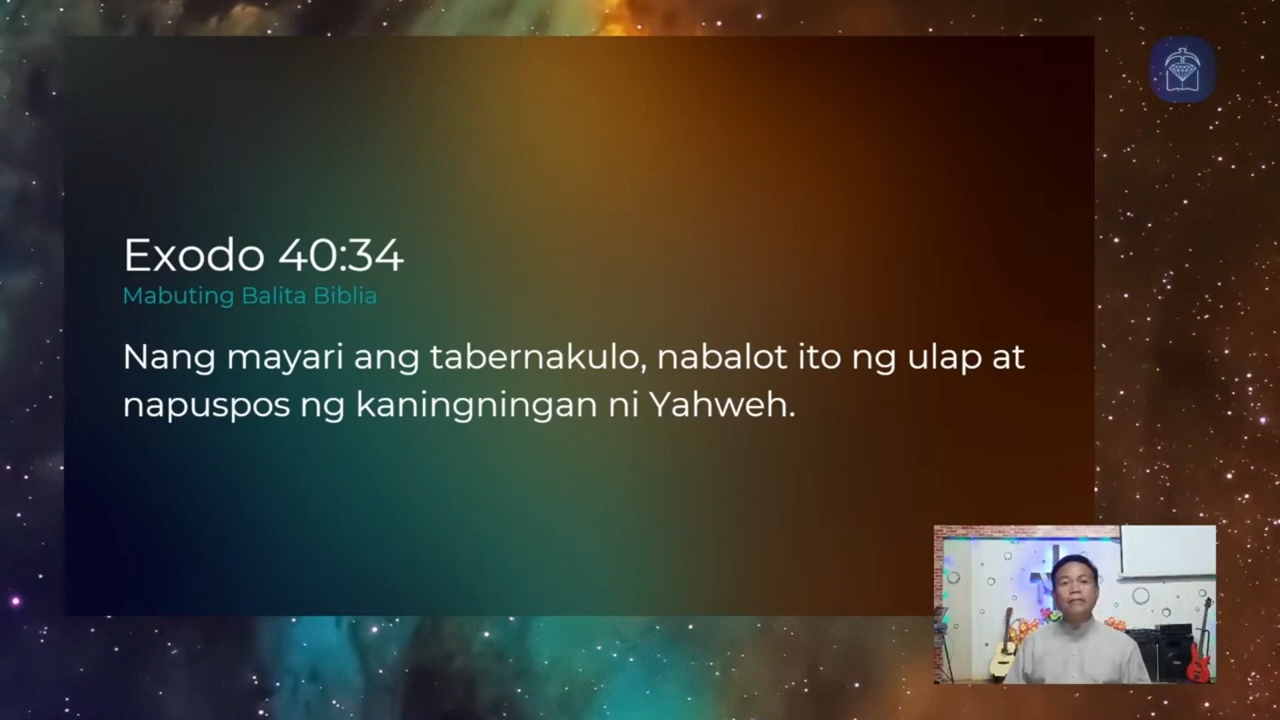 Exodo 40:34
Mabuting Balita Biblia
Nang mayari ang tabernakulo, nabalot ito ng ulap at
napuspos ng kaningningan ni Yahweh.